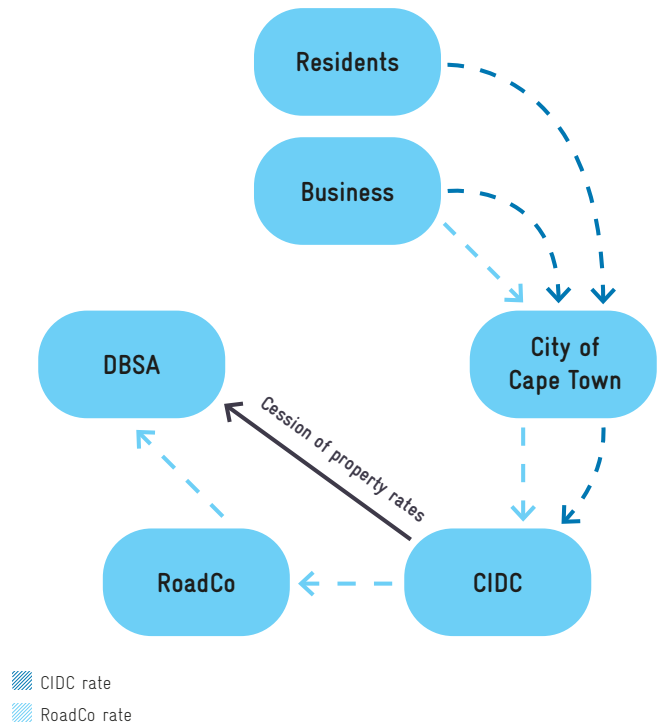 Residents
Business
City of
Cape Town
DBSA
Cession of property rates
RoadCo
CIDC
CIDC rate
RoadCo rate